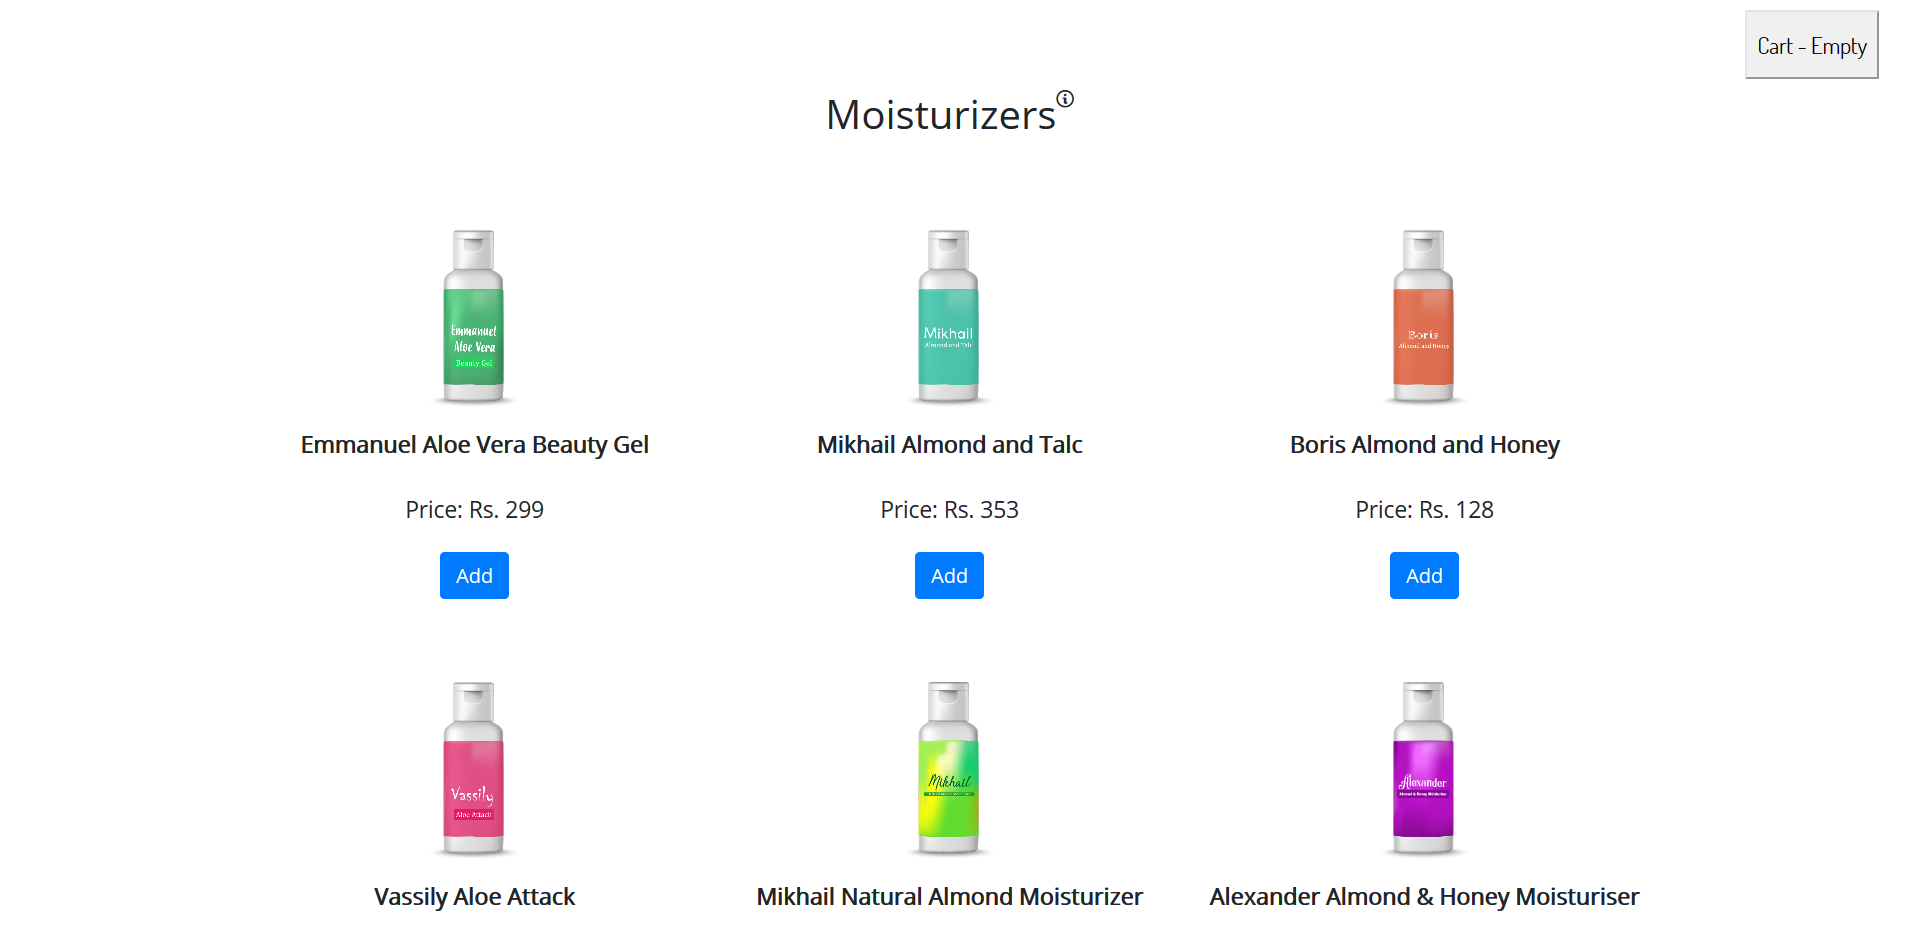 Cart - Empty
Moisturizers
Emmanuel
Aloe Vera
Beauty Gel
Mikhail
Almond and Talc
Boris
Almond and Honey
Emmanuel Aloe Vera Beauty Gel
Mikhail Almond and Talc
Boris Almond and Honey
Price: Rs. 299
Price: Rs. 353
Price: Rs. 128
Add
Add
Add
Vassily
Aloe Attack
Mikhail
Alexander
Almond & Honey Moisturiser
Vassily Aloe Attack
Mikhail Natural Almond Moisturizer
Alexander Almond & Honey Moisturiser